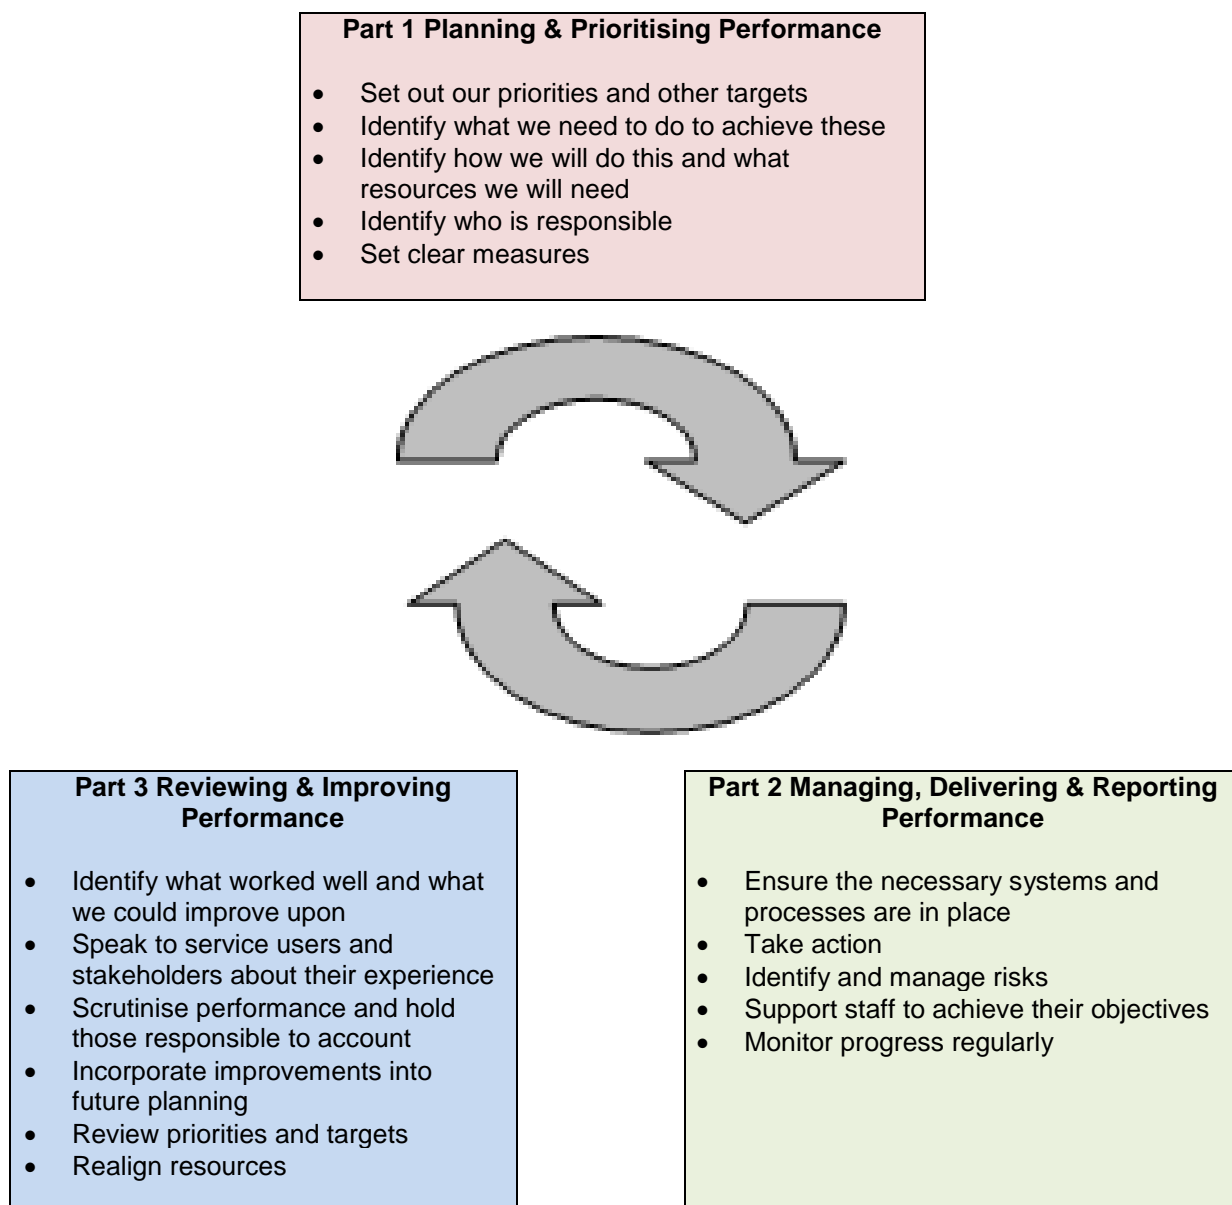 Part 1 Planning & Prioritising Performance
• Set out our priorities and other targets
• Identify what we need to do to achieve these
• Identify how we will do this and what
resources we will need
• Identify who is responsible
• Set clear measures
Part 3 Reviewing & Improving
Performance
• Identify what worked well and what
we could improve upon
• Speak to service users and
stakeholders about their experience
• Scrutinise performance and hold
those responsible to account
• Incorporate improvements into
future planning
• Review priorities and targets
• Realign resources
Part 2 Managing, Delivering & Reporting
Performance
• Ensure the necessary systems and
processes are in place
• Take action
• Identify and manage risks
• Support staff to achieve their objectives
• Monitor progress regularly